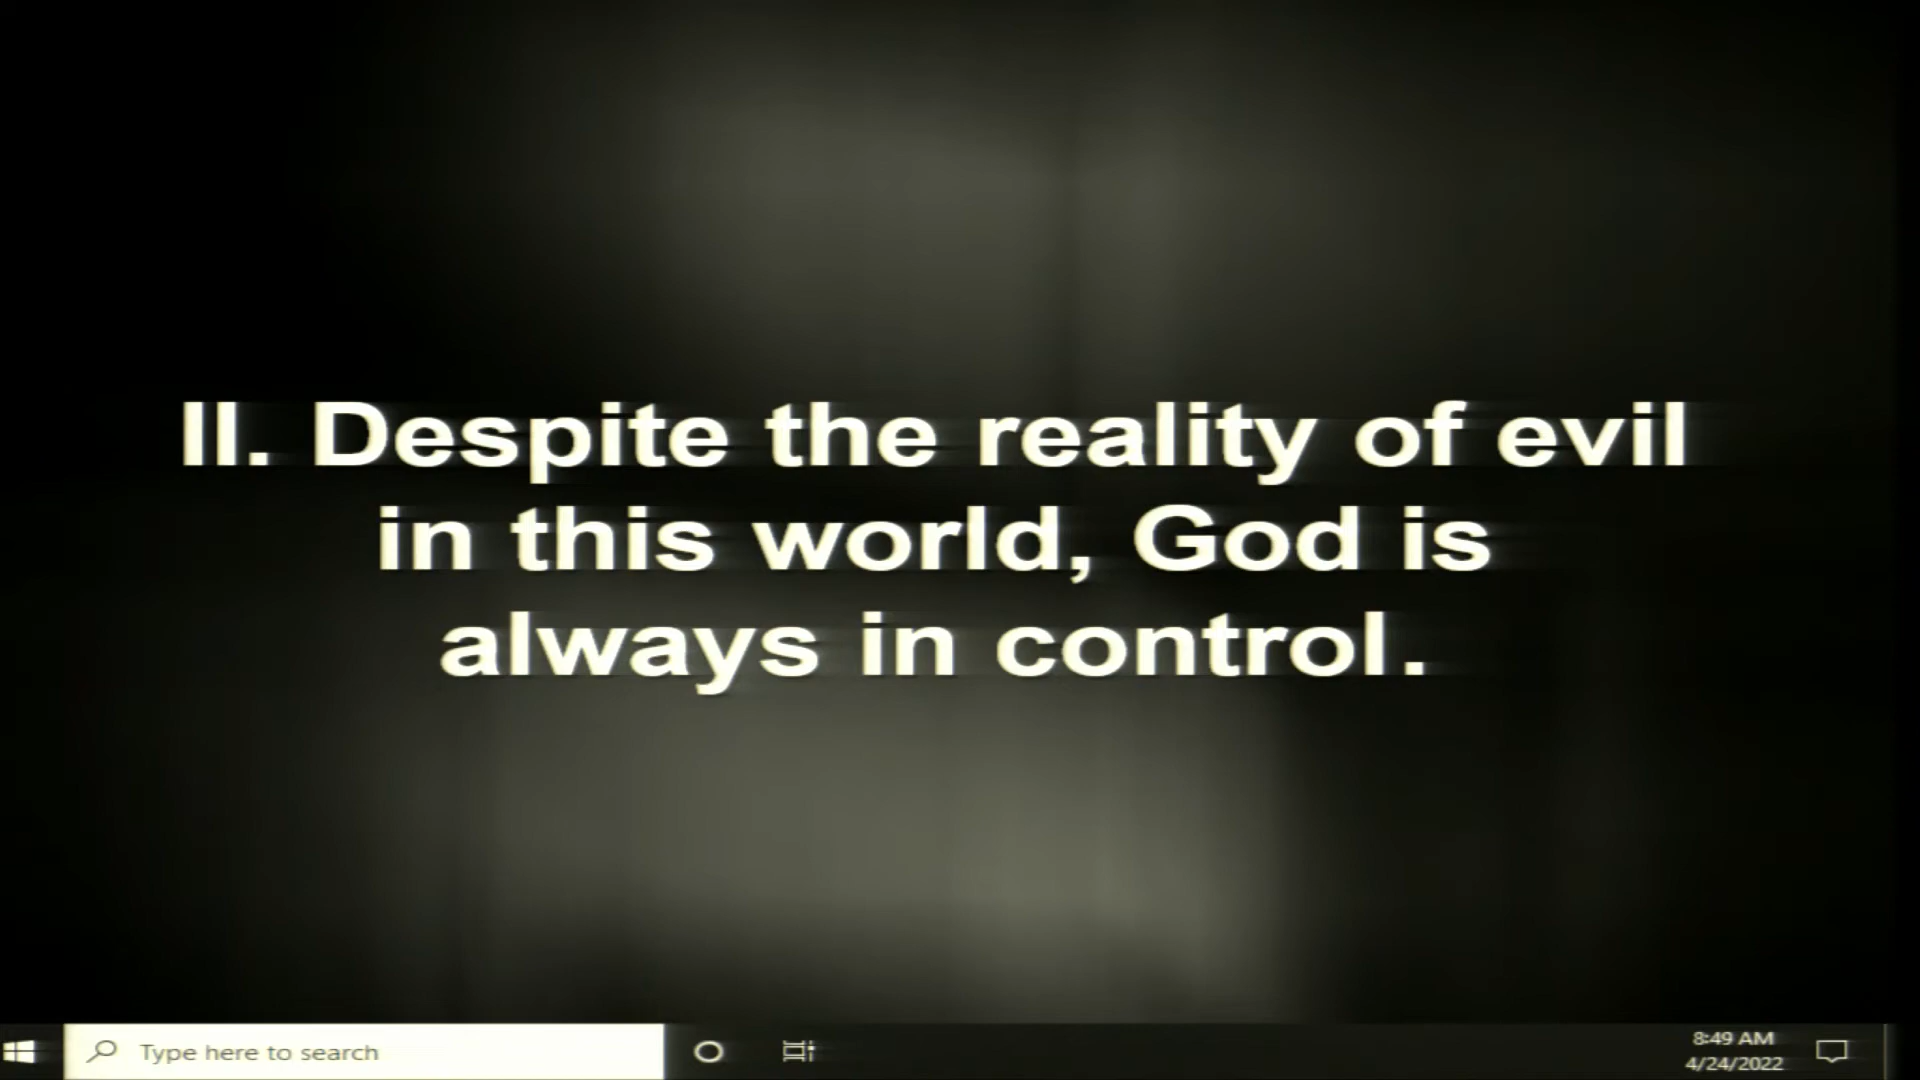 II. Despite the reality of evil
in this world, God is
always in control.
Type here to search
8:49 AM
4/24/2022